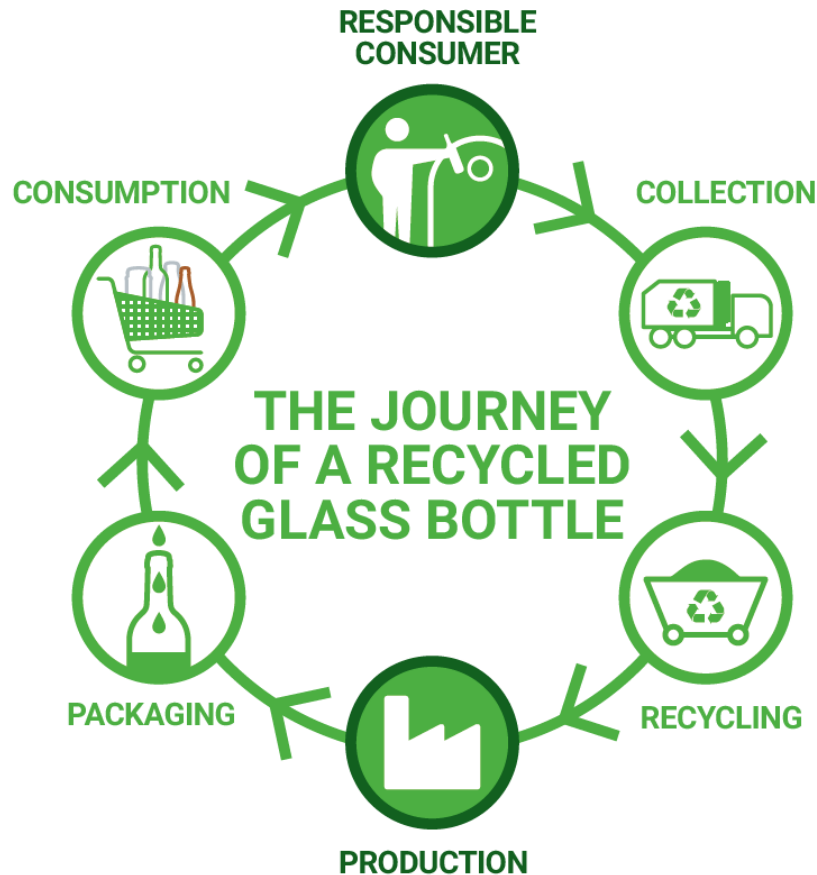 RESPONSIBLE
CONSUMER
CONSUMPTION
COLLECTION
THE JOURNEY
OF A RECYCLED
GLASS BOTTLE
PACKAGING
RECYCLING
PRODUCTION